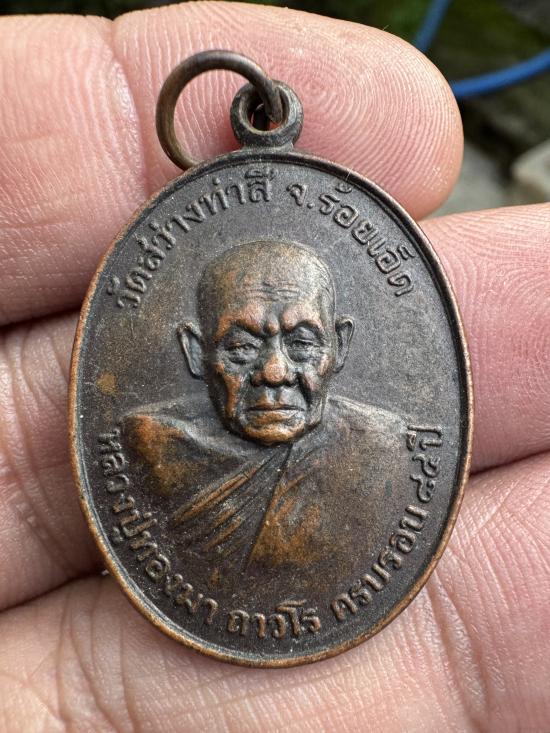 วัดสว่างท่าสี จ.ร้อยเอ็ด
หลวงปู่ทองมา ถาวโร ครบรอบ ๘๔ ปี